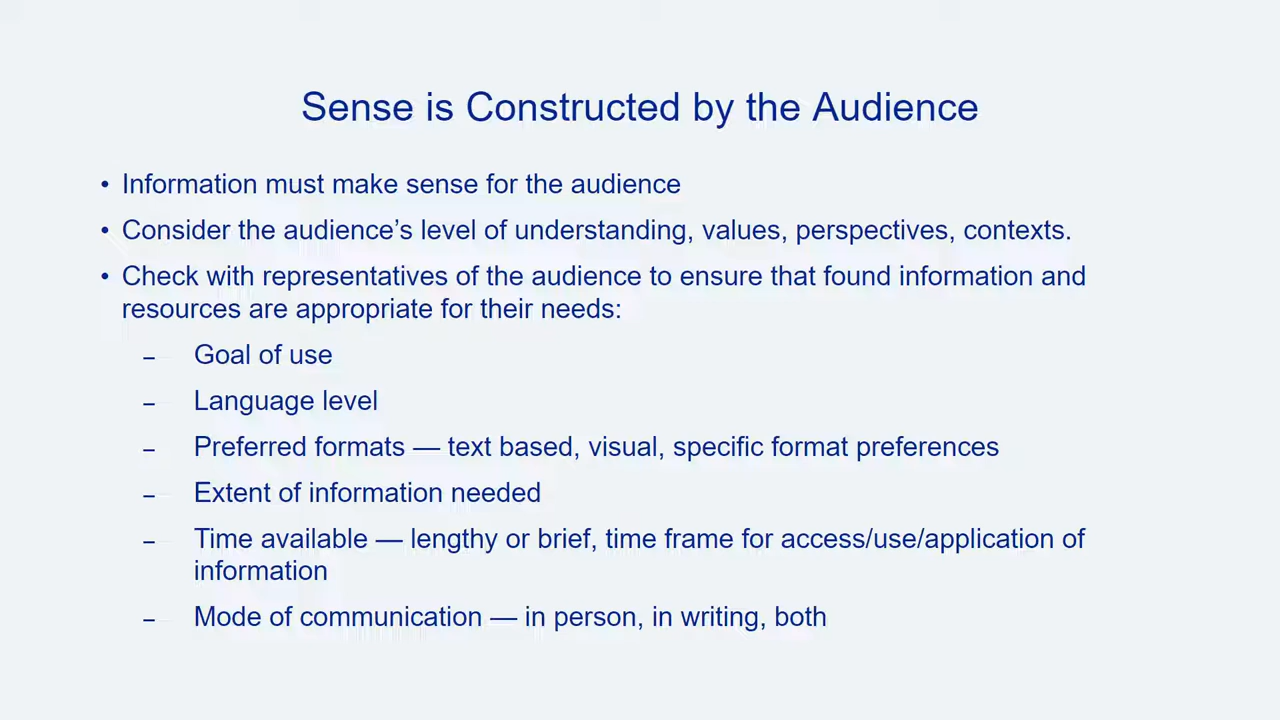 Sense is Constructed by the Audience
• Information must make sense for the audience
• Consider the audience’s level of understanding, values, perspectives, contexts.
• Check with representatives of the audience to ensure that found information and
resources are appropriate for their needs:
– Goal of use
– Language level
– Preferred formats — text based, visual, specific format preferences
– Extent of information needed
– Time available — lengthy or brief, time frame for access/use/application of
information
– Mode of communication — in person, in writing, both